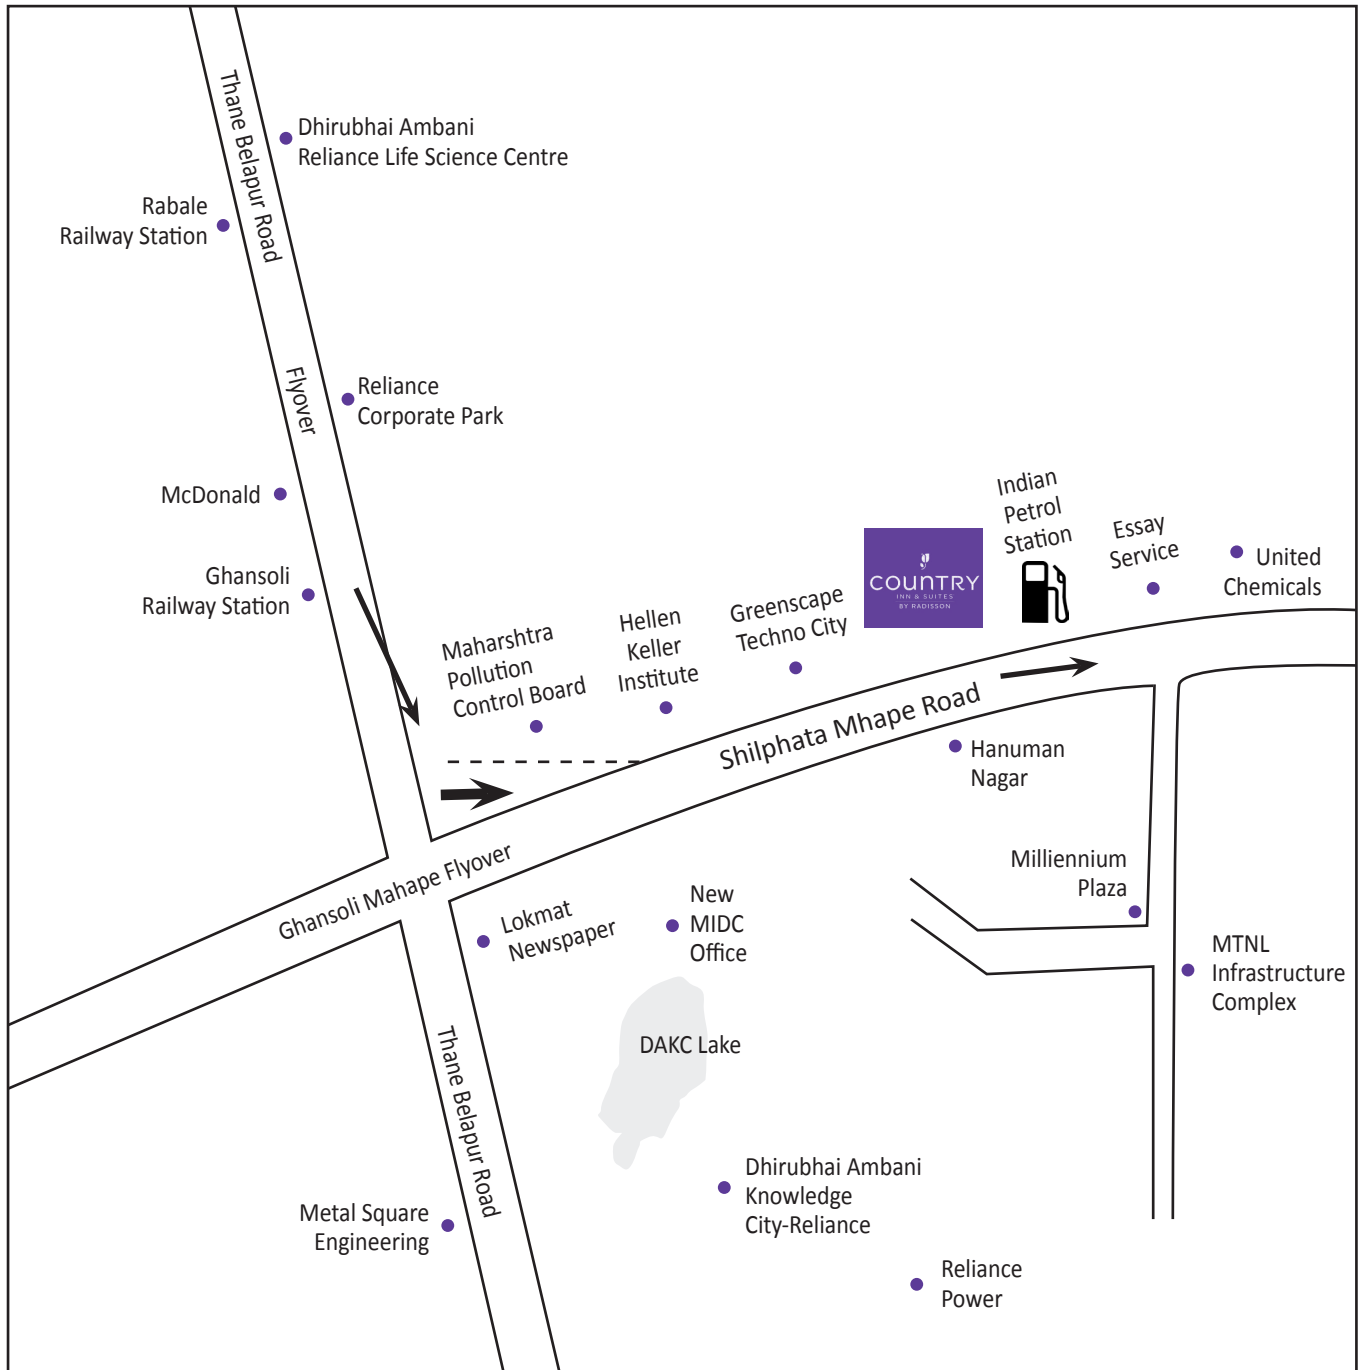 Thane Belapur Road
Dhirubhai Ambani
Reliance Life Science Centre
Rabale
Railway Station
Flyover
Reliance
Corporate Park
McDonald
Ghansoli
Railway Station
Maharshtra
Pollution
Control Board
Hellen
Keller
Institute
Greenscape
Techno City
COUNTRY
INN & SUITES
BY RADISSON
Indian
Petrol
Station
Essay
Service
United
Chemicals
Shilphata Mhape Road
Hanuman
Nagar
Ghansoli Mahape Flyover
Milliennium
Plaza
Lokmat
Newspaper
New
MIDC
Office
MTNL
Infrastructure
Complex
DAKC Lake
Thane Belapur Road
Dhirubhai Ambani
Knowledge
City-Reliance
Metal Square
Engineering
Reliance
Power